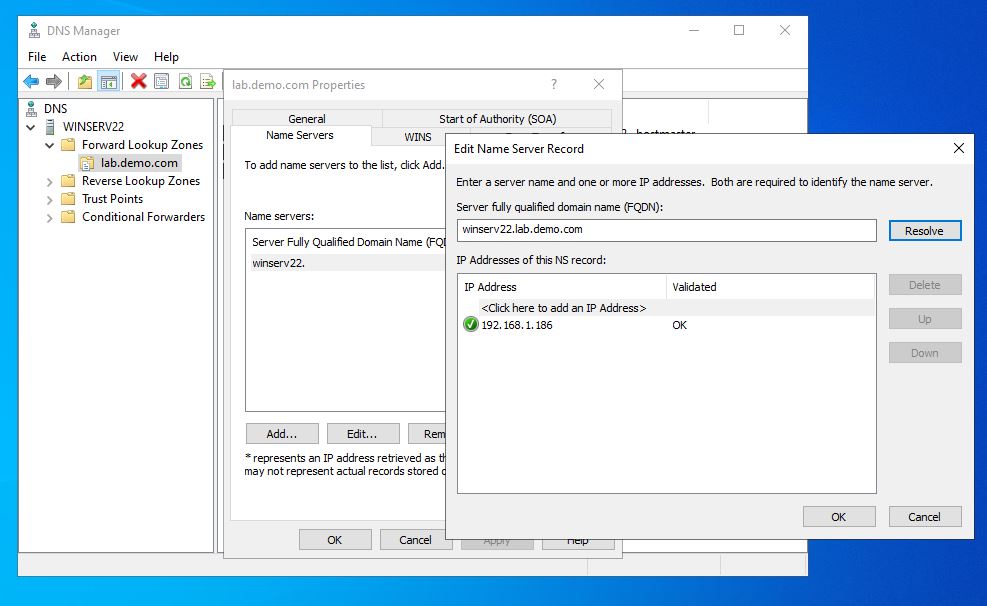 DNS Manager
File Action View Help
DNS
WINSERV22
Forward Lookup Zones
lab.demo.com
Reverse Lookup Zones
Trust Points
Conditional Forwarders
lab.demo.com Properties
?
General
Start of Authority (SOA)
Name Servers
WINS
To add name servers to the list, click Add.
Name servers:
Server Fully Qualified Domain Name (FQD
winserv22.
Add...
Edit...
Rem
* represents an IP address retrieved as th
may not represent actual records stored o
OK
Cancel
Apply
Help
hostmaster
Edit Name Server Record
Enter a server name and one or more IP addresses. Both are required to identify the name server.
Server fully qualified domain name (FQDN):
winserv22.lab.demo.com
Resolve
IP Addresses of this NS record:
IP Address Validated
<Click here to add an IP Address>
192.168.1.186 OK
Delete
Up
Down
OK
Cancel